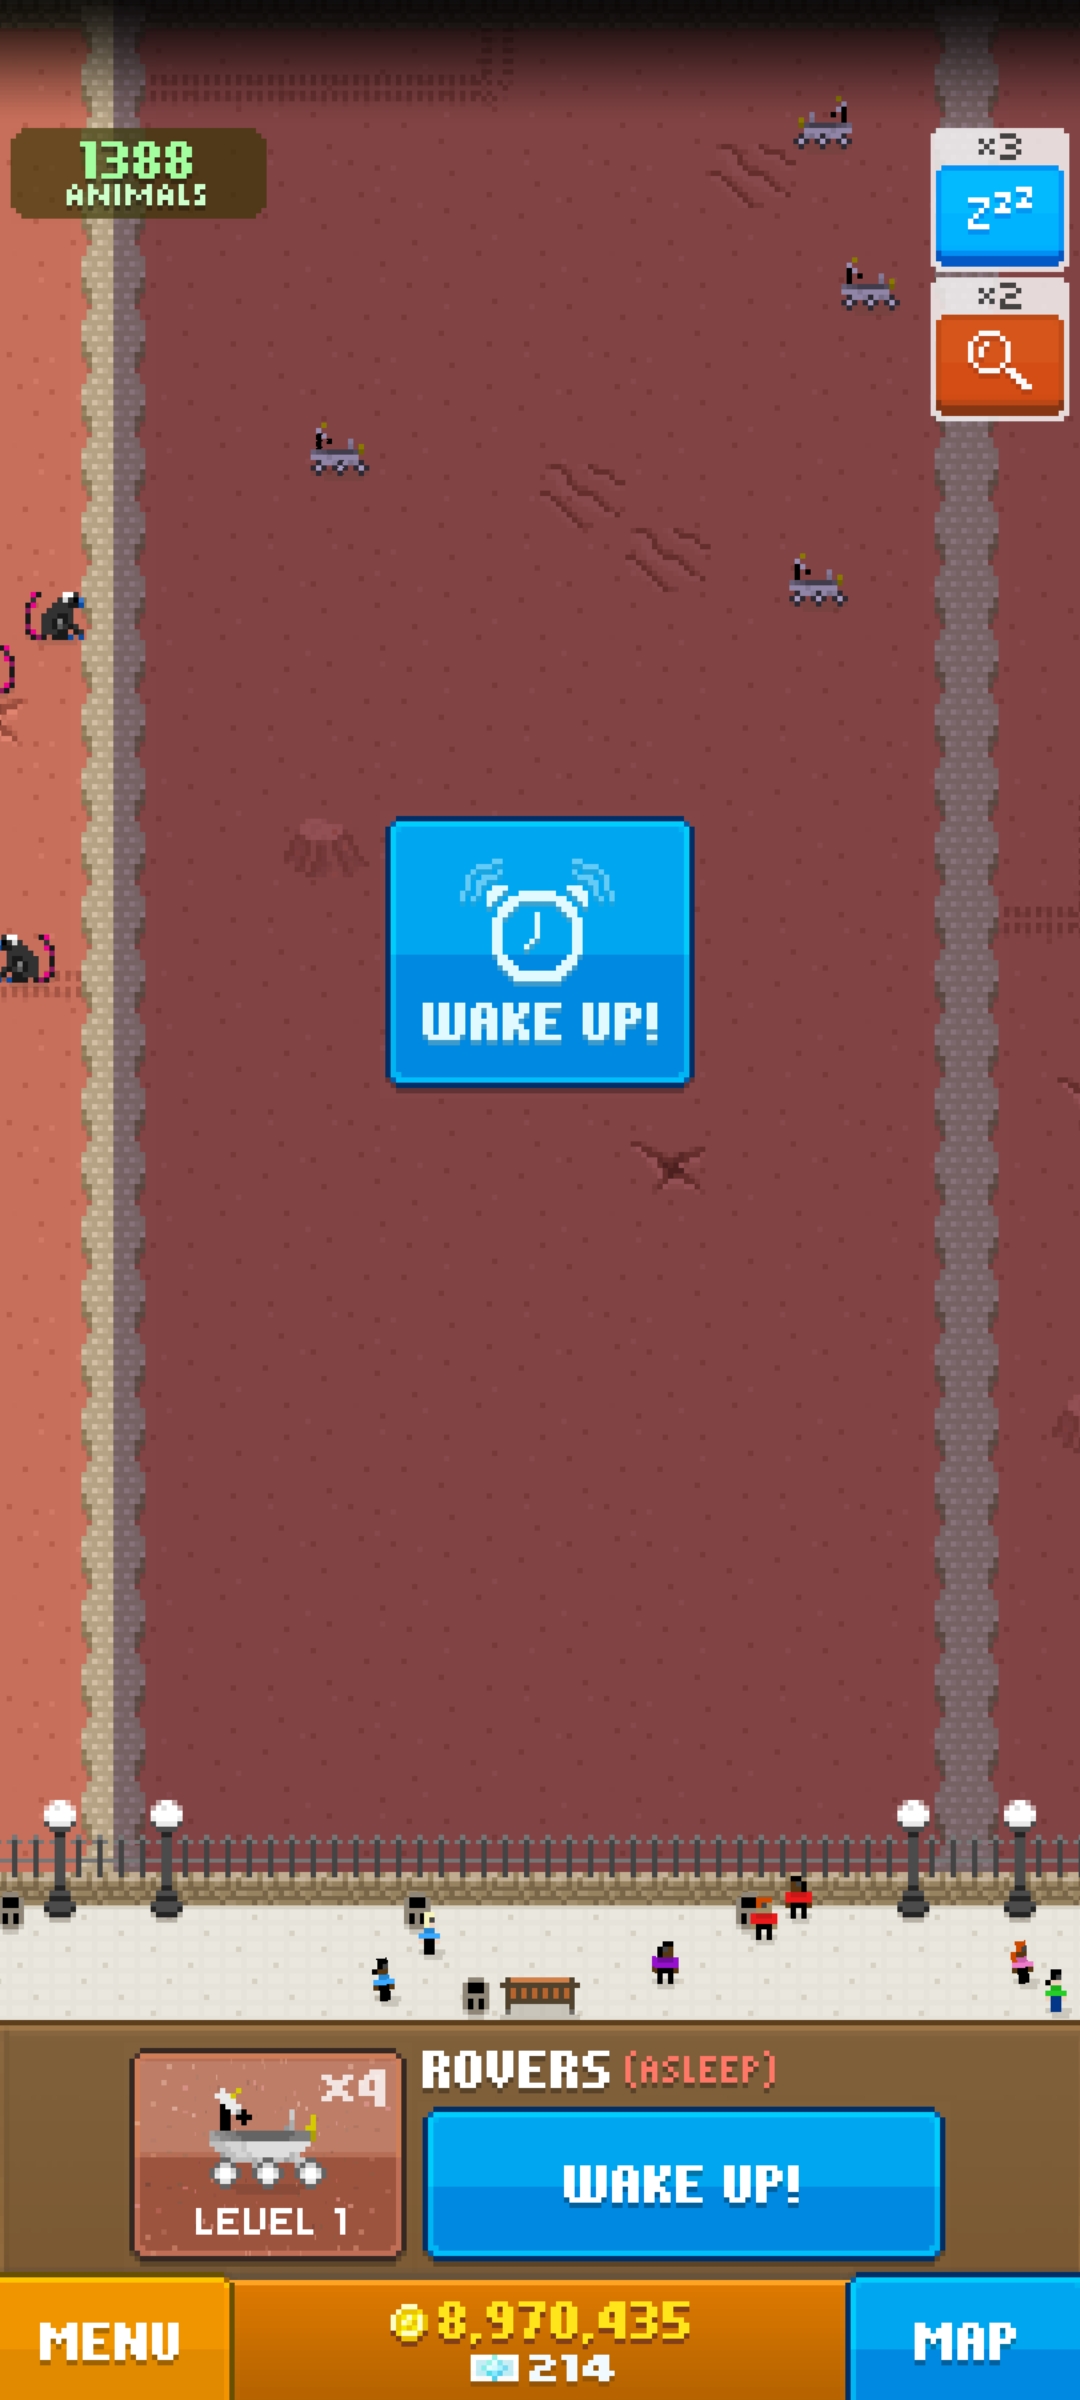 1388
ANIMALS
x3
zzz
x2
WAKE UP!
ROVERS (ASLEEP)
x4
LEVEL 1
WAKE UP!
MENU
8,970,435
214
MAP